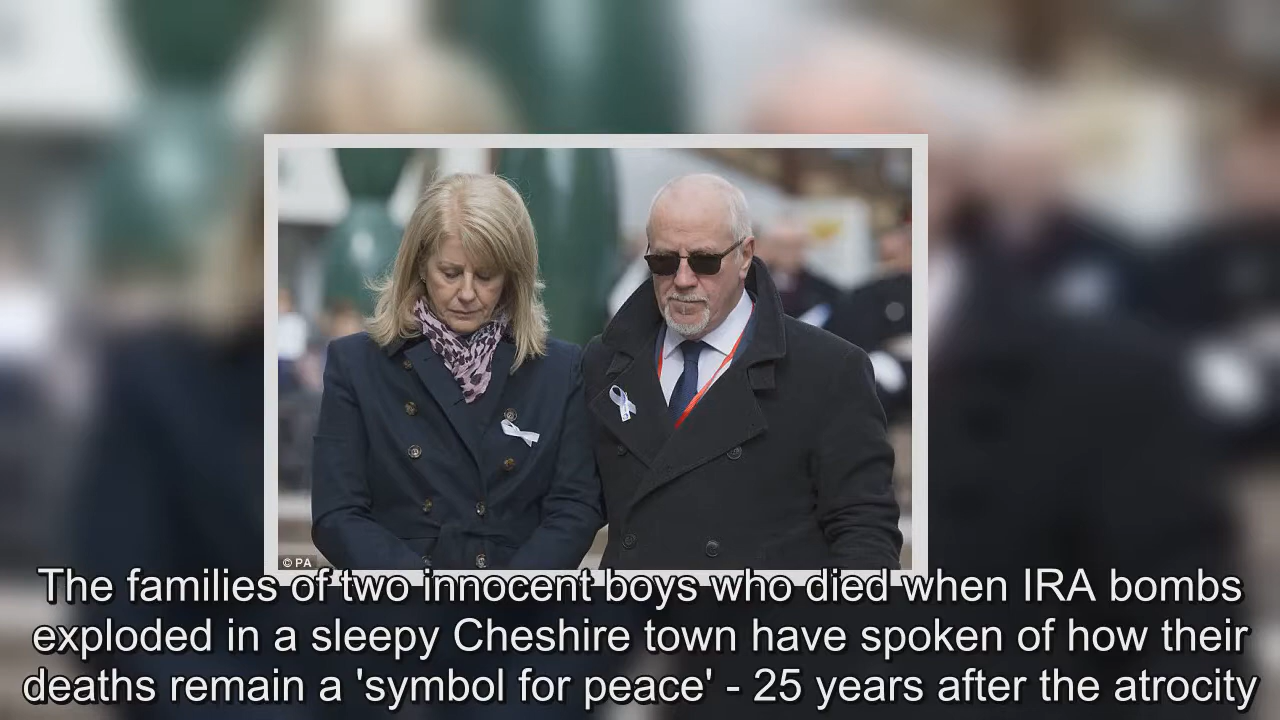 © PA
The families of two innocent boys who died when IRA bombs
exploded in a sleepy Cheshire town have spoken of how their
deaths remain a 'symbol for peace' - 25 years after the atrocity